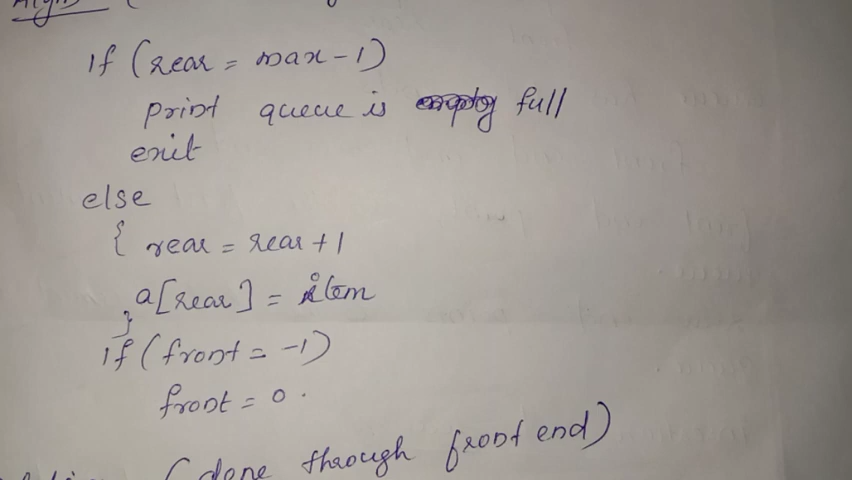 if (rear = max - 1)
print queue is full
exit
else
{ rear = rear + 1
a[rear] = item
}
if (front = -1)
front = 0 .
(done through front end)